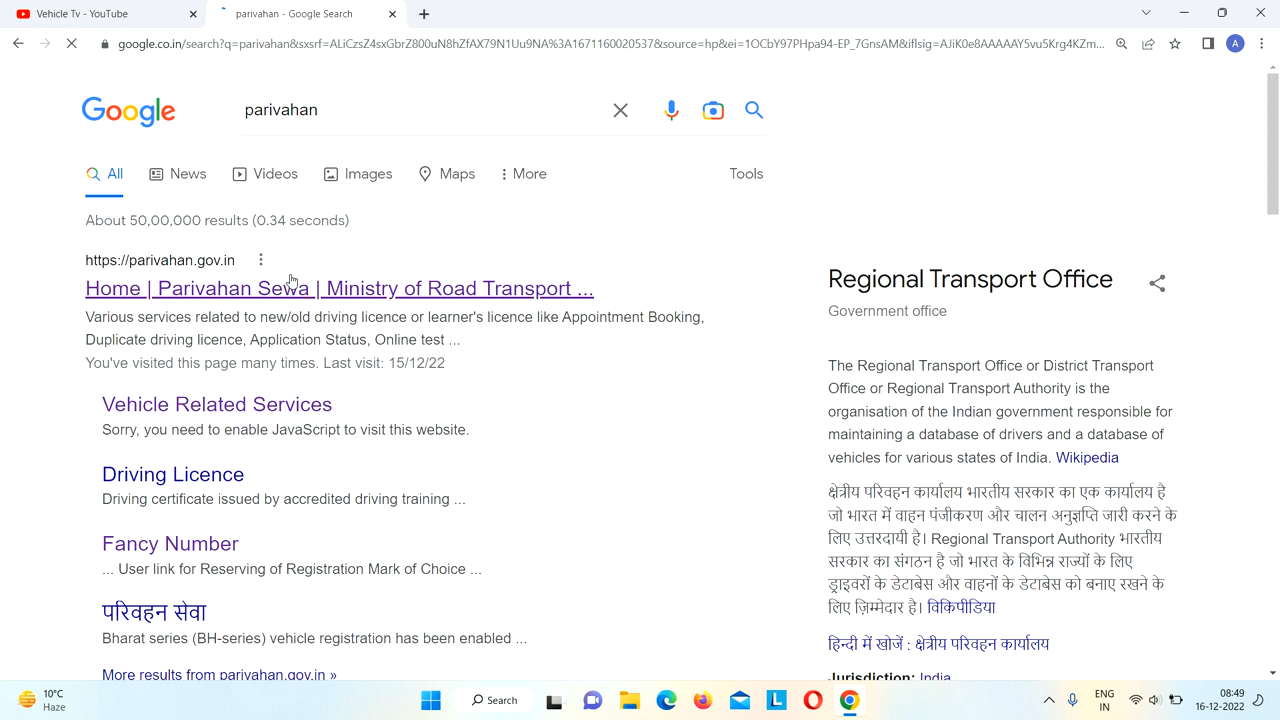 Vehicle Tv - YouTube
parivahan - Google Search
google.co.in/search?q=parivahan&sxsrf=ALiCzsZ4sxGbrZ800uN8hZfAX79N1Uu9NA%3A1671160020537&source=hp&ei=1OCbY97PHpa94-EP_7GnsAM&iflsig=AJiK0e8AAAAAY5vu5Krg4KZm...
A
Google
parivahan
All
News
Videos
Images
Maps
More
Tools
About 50,00,000 results (0.34 seconds)
https://parivahan.gov.in
Home | Parivahan Sewa | Ministry of Road Transport ...
Various services related to new/old driving licence or learner's licence like Appointment Booking,
Duplicate driving licence, Application Status, Online test ...
You've visited this page many times. Last visit: 15/12/22
Vehicle Related Services
Sorry, you need to enable JavaScript to visit this website.
Driving Licence
Driving certificate issued by accredited driving training ...
Fancy Number
... User link for Reserving of Registration Mark of Choice ...
परिवहन सेवा
Bharat series (BH-series) vehicle registration has been enabled ...
More results from parivahan.gov.in »
Regional Transport Office
Government office
The Regional Transport Office or District Transport
Office or Regional Transport Authority is the
organisation of the Indian government responsible for
maintaining a database of drivers and a database of
vehicles for various states of India. Wikipedia
क्षेत्रीय परिवहन कार्यालय भारतीय सरकार का एक कार्यालय है
जो भारत में वाहन पंजीकरण और चालन अनुज्ञप्ति जारी करने के
लिए उत्तरदायी है। Regional Transport Authority भारतीय
सरकार का संगठन है जो भारत के विभिन्न राज्यों के लिए
ड्राइवरों के डेटाबेस और वाहनों के डेटाबेस को बनाए रखने के
लिए ज़िम्मेदार है। विकिपीडिया
हिन्दी में खोजें : क्षेत्रीय परिवहन कार्यालय
Jurisdiction: India
10°C
Haze
Search
L
ENG
IN
08:49
16-12-2022